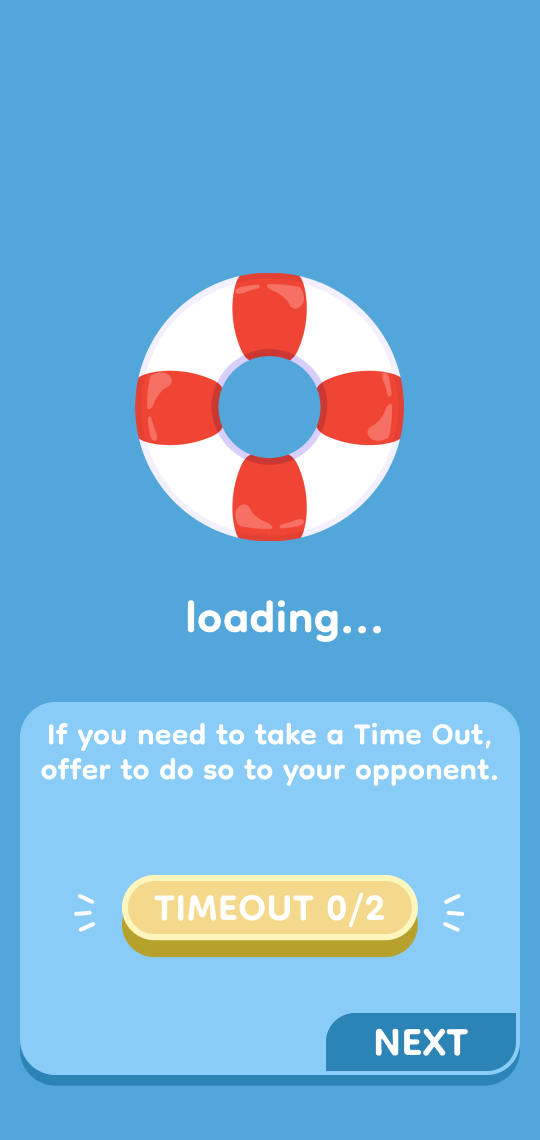 loading...
If you need to take a Time Out,
offer to do so to your opponent.
TIMEOUT 0/2
NEXT